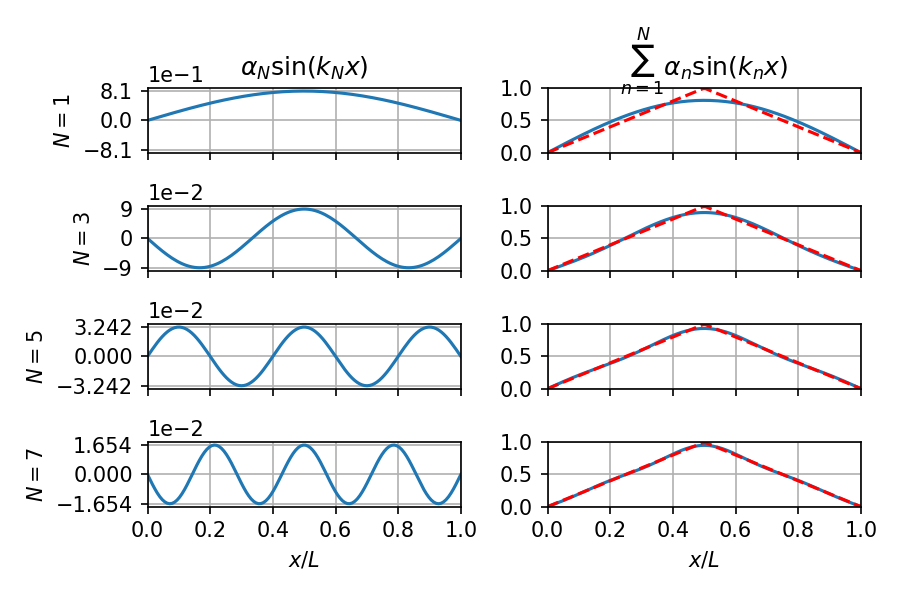 α_N sin(k_N x)
∑_{n=1}^{N} α_n sin(k_n x)
1e−1
N = 1
8.1
0.0
−8.1
1.0
0.5
0.0
1e−2
N = 3
9
0
−9
1.0
0.5
0.0
1e−2
N = 5
3.242
0.000
−3.242
1.0
0.5
0.0
1e−2
N = 7
1.654
0.000
−1.654
1.0
0.5
0.0
0.0 0.2 0.4 0.6 0.8 1.0
0.0 0.2 0.4 0.6 0.8 1.0
x/L
x/L